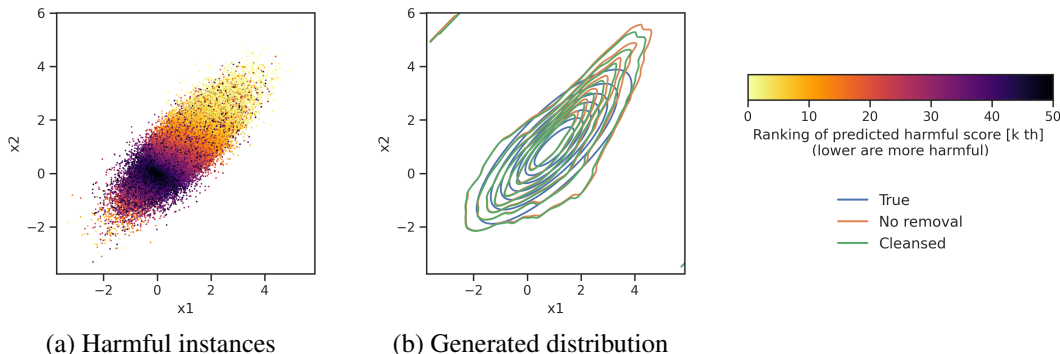 6
4
2
0
−2
x2
−2
0
2
4
x1
(a) Harmful instances
6
4
2
0
−2
x2
−2
0
2
4
x1
(b) Generated distribution
0
10
20
30
40
50
Ranking of predicted harmful score [k th]
(lower are more harmful)
True
No removal
Cleansed